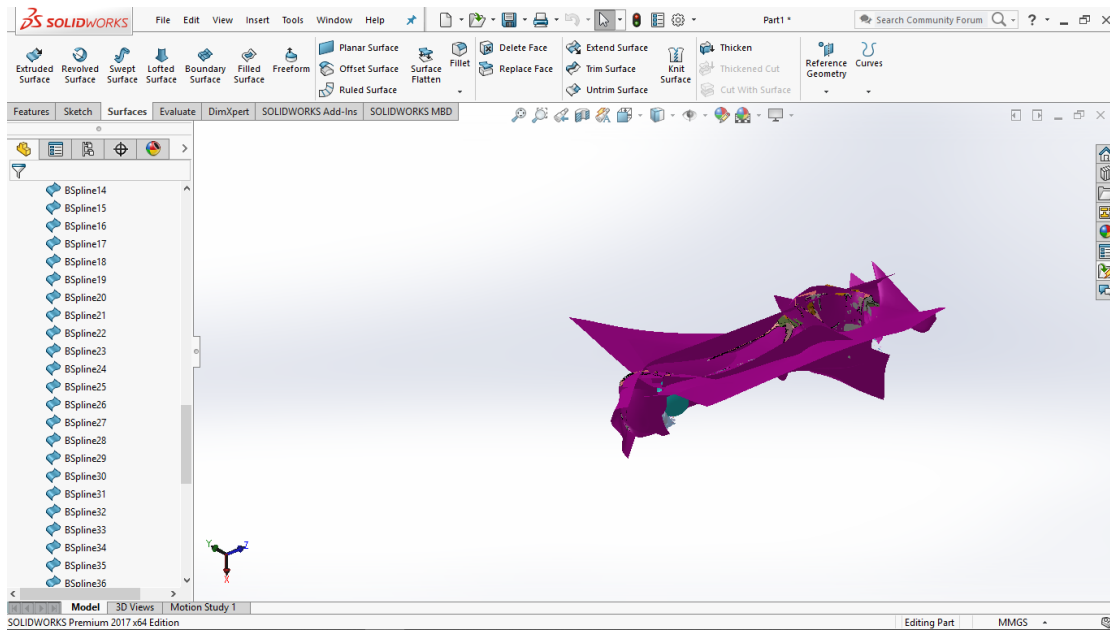 SOLIDWORKS File Edit View Insert Tools Window Help Part1 * Search Community Forum
Extruded Surface
Revolved Surface
Swept Surface
Lofted Surface
Boundary Surface
Filled Surface
Freeform
Planar Surface
Offset Surface
Ruled Surface
Surface Flatten
Fillet
Delete Face
Replace Face
Extend Surface
Trim Surface
Untrim Surface
Knit Surface
Thicken
Thickened Cut
Cut With Surface
Reference Geometry
Curves
Features Sketch Surfaces Evaluate DimXpert SOLIDWORKS Add-Ins SOLIDWORKS MBD
BSpline14
BSpline15
BSpline16
BSpline17
BSpline18
BSpline19
BSpline20
BSpline21
BSpline22
BSpline23
BSpline24
BSpline25
BSpline26
BSpline27
BSpline28
BSpline29
BSpline30
BSpline31
BSpline32
BSpline33
BSpline34
BSpline35
BSpline36
Y Z
X
Model 3D Views Motion Study 1
SOLIDWORKS Premium 2017 x64 Edition Editing Part MMGS